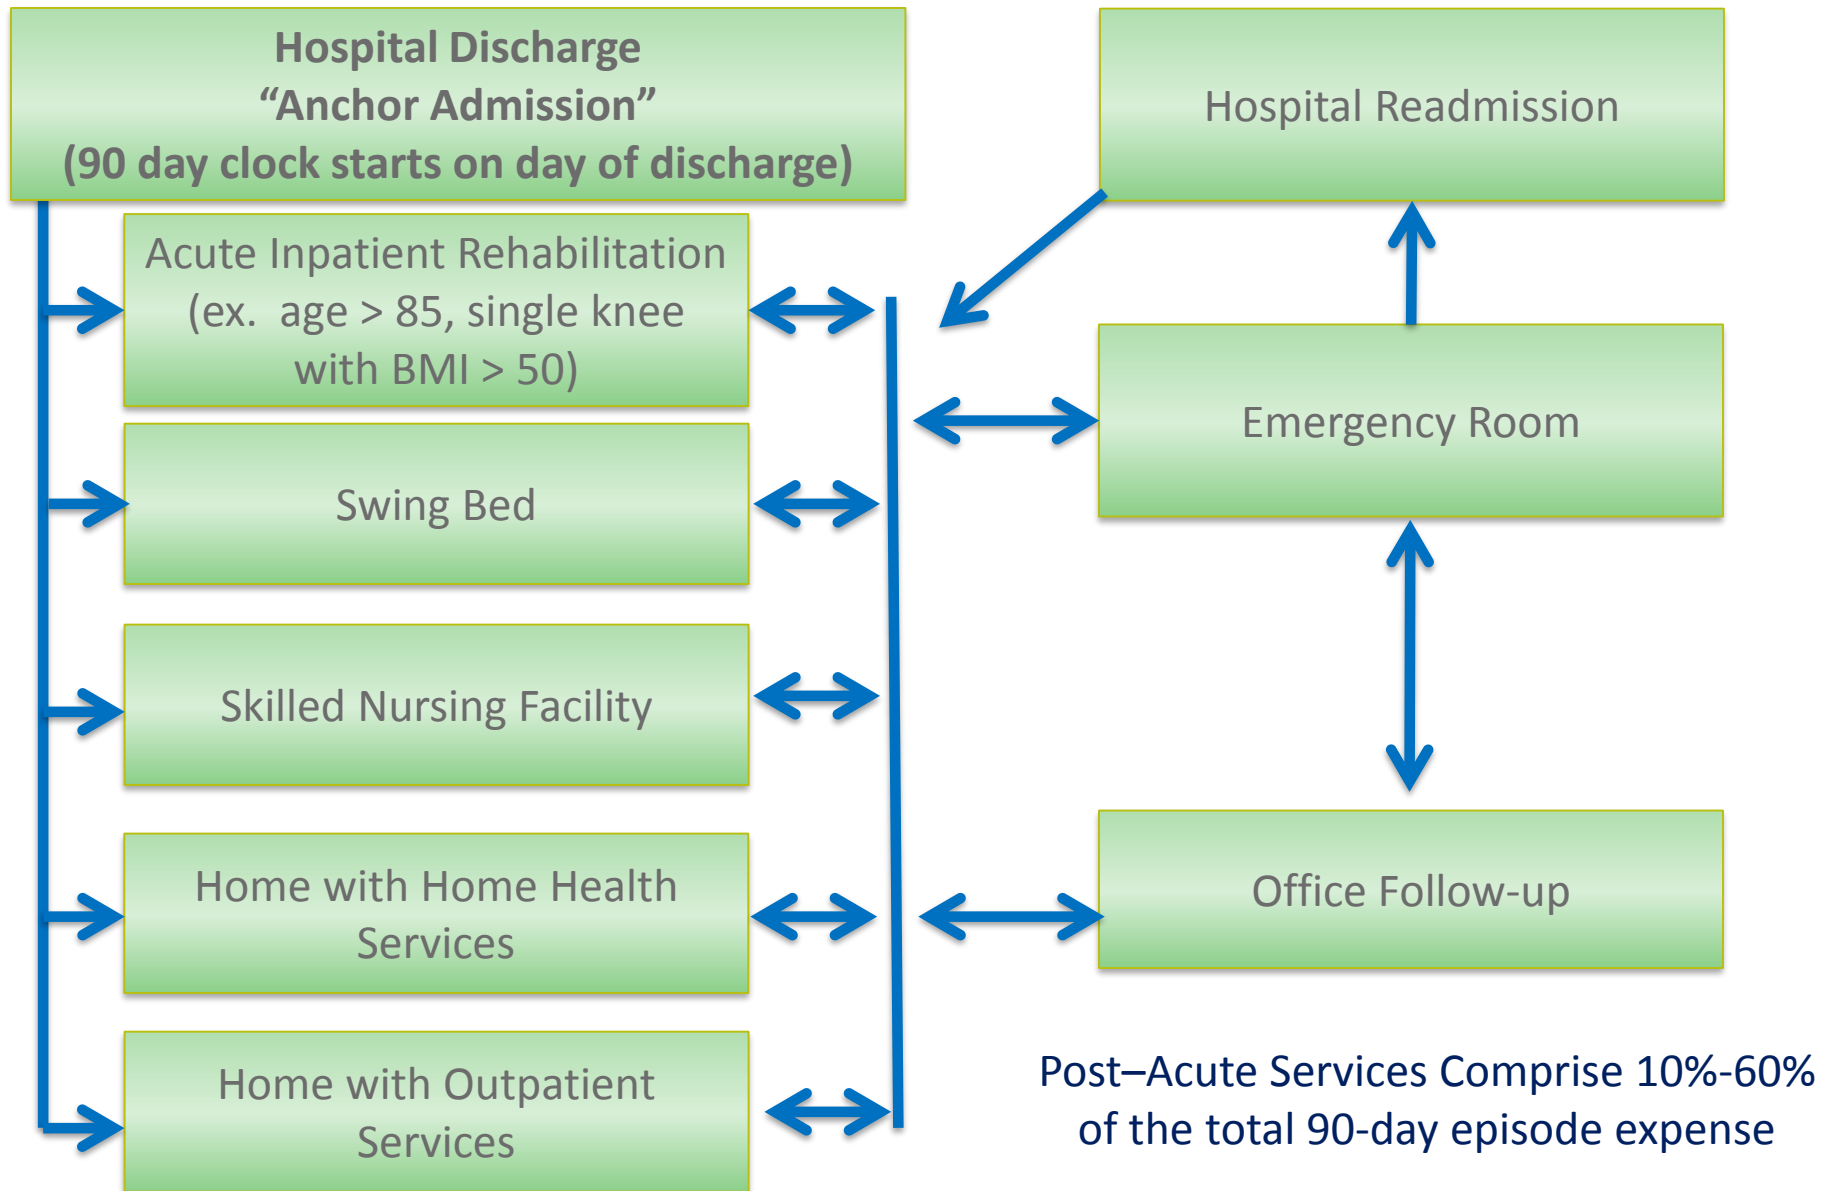 Hospital Discharge
“Anchor Admission”
(90 day clock starts on day of discharge)
Acute Inpatient Rehabilitation
(ex.  age > 85, single knee
with BMI > 50)
Swing Bed
Skilled Nursing Facility
Home with Home Health
Services
Home with Outpatient
Services
Hospital Readmission
Emergency Room
Office Follow-up
Post–Acute Services Comprise 10%-60%
of the total 90-day episode expense